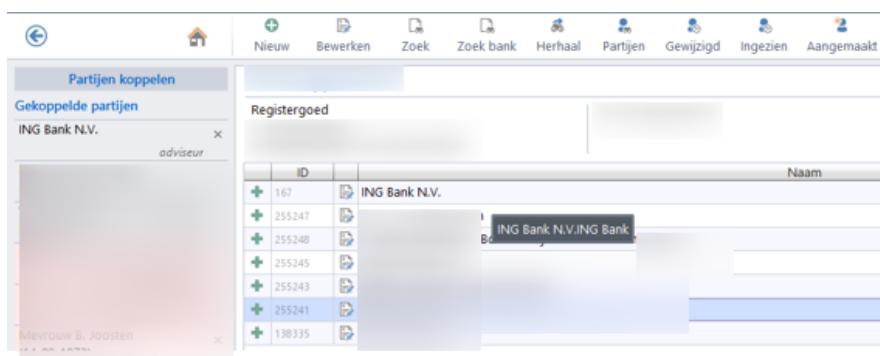 Nieuw Bewerken Zoek Zoek bank Herhaal Partijen Gewijzigd Ingezien Aangemaakt
Partijen koppelen
Gekoppelde partijen
ING Bank N.V.
adviseur
Mevrouw B. Joosten
Registergoed
ID Naam
167 ING Bank N.V.
255247
255248
ING Bank N.V.ING Bank
255245
255243
255241
138335